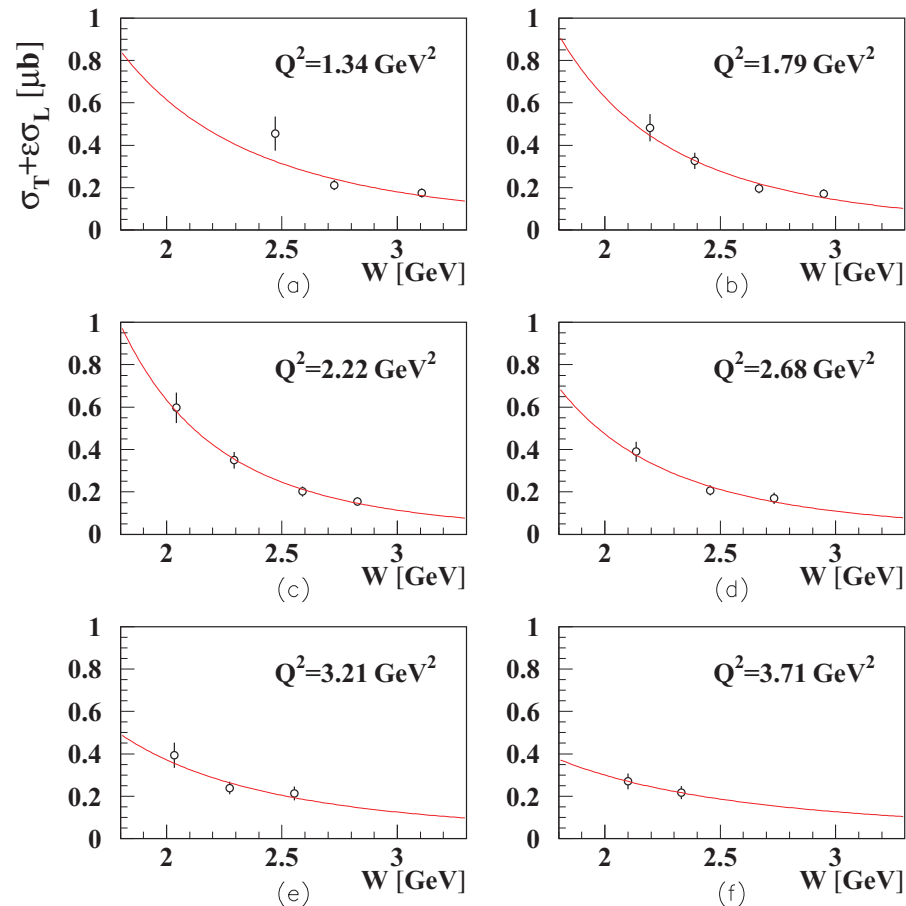 σ_T+εσ_L [μb]
1
0.8
0.6
0.4
0.2
0
Q²=1.34 GeV²
2
2.5
3
W [GeV]
(a)
1
0.8
0.6
0.4
0.2
0
Q²=1.79 GeV²
2
2.5
3
W [GeV]
(b)
1
0.8
0.6
0.4
0.2
0
Q²=2.22 GeV²
2
2.5
3
W [GeV]
(c)
1
0.8
0.6
0.4
0.2
0
Q²=2.68 GeV²
2
2.5
3
W [GeV]
(d)
1
0.8
0.6
0.4
0.2
0
Q²=3.21 GeV²
2
2.5
3
W [GeV]
(e)
1
0.8
0.6
0.4
0.2
0
Q²=3.71 GeV²
2
2.5
3
W [GeV]
(f)